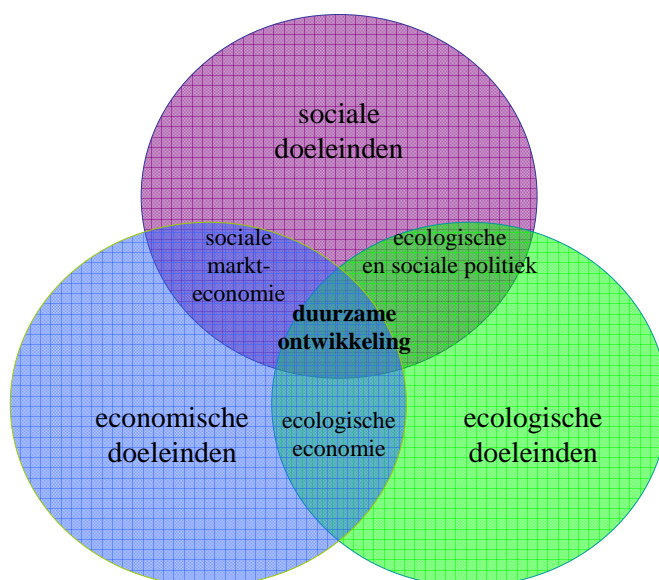 sociale
doeleinden
sociale
markt-
economie
ecologische
en sociale politiek
duurzame
ontwikkeling
economische
doeleinden
ecologische
economie
ecologische
doeleinden